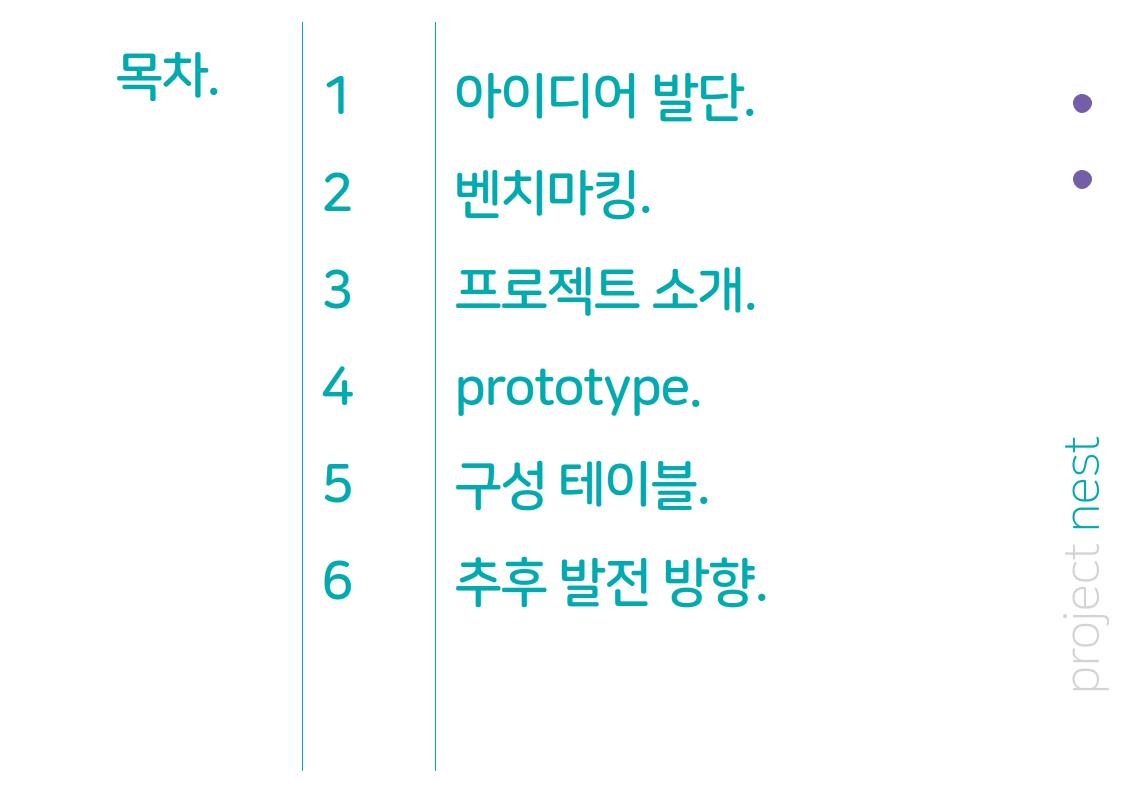 목차.
1 아이디어 발단.
2 벤치마킹.
3 프로젝트 소개.
4 prototype.
5 구성 테이블.
6 추후 발전 방향.
project nest